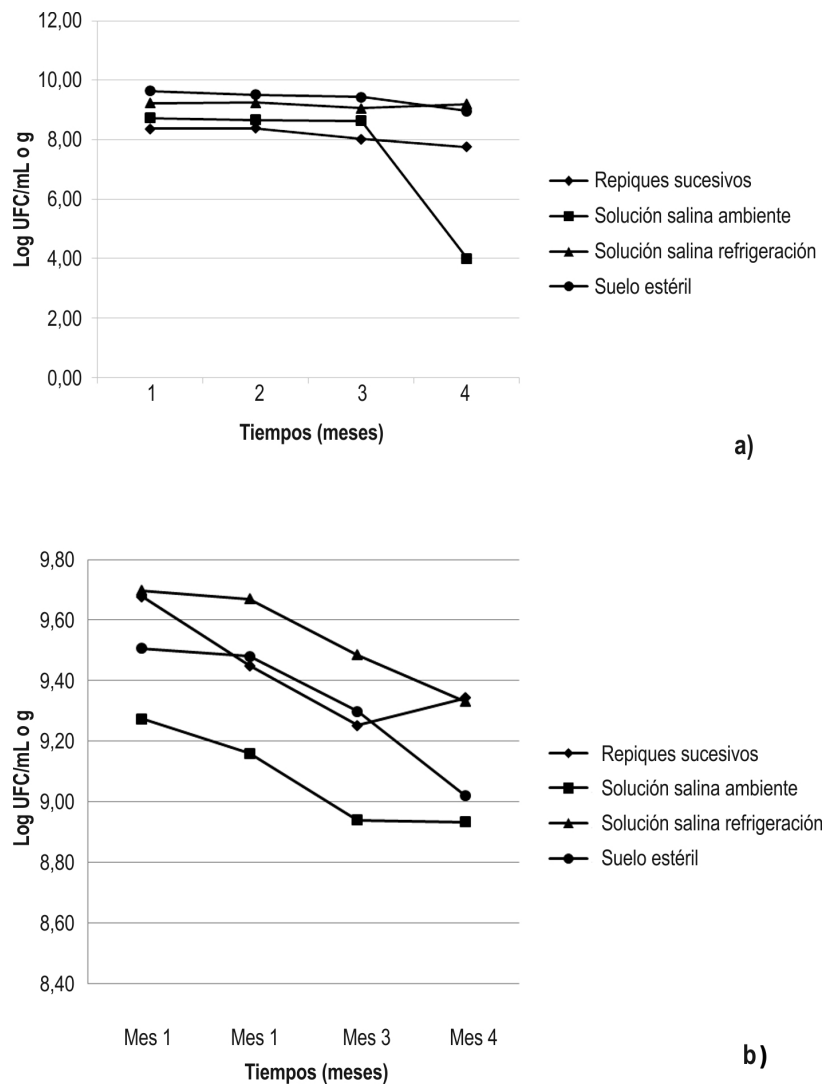 12,00
10,00
8,00
6,00
4,00
2,00
0,00
Log UFC/mL o g
1 2 3 4
Tiempos (meses)
Repiques sucesivos
Solución salina ambiente
Solución salina refrigeración
Suelo estéril
a)
9,80
9,60
9,40
9,20
9,00
8,80
8,60
8,40
Log UFC/mL o g
Mes 1 Mes 1 Mes 3 Mes 4
Tiempos (meses)
Repiques sucesivos
Solución salina ambiente
Solución salina refrigeración
Suelo estéril
b)